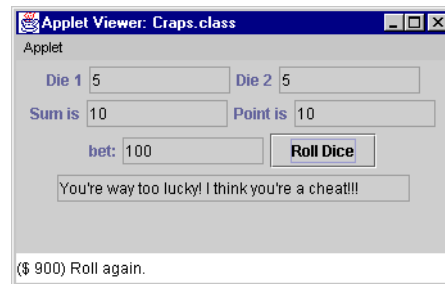 Applet Viewer: Craps.class
Applet
Die 1 5 Die 2 5
Sum is 10 Point is 10
bet: 100 Roll Dice
You're way too lucky! I think you're a cheat!!!
($ 900) Roll again.